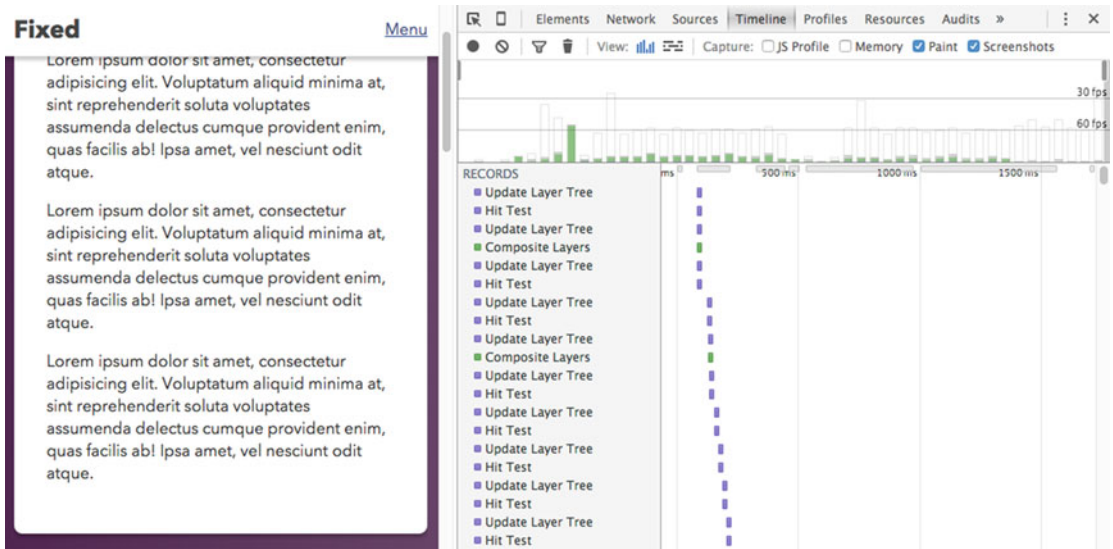 Fixed
Menu
Lorem ipsum dolor sit amet, consectetur
adipisicing elit. Voluptatum aliquid minima at,
sint reprehenderit soluta voluptates
assumenda delectus cumque provident enim,
quas facilis ab! Ipsa amet, vel nesciunt odit
atque.
Lorem ipsum dolor sit amet, consectetur
adipisicing elit. Voluptatum aliquid minima at,
sint reprehenderit soluta voluptates
assumenda delectus cumque provident enim,
quas facilis ab! Ipsa amet, vel nesciunt odit
atque.
Lorem ipsum dolor sit amet, consectetur
adipisicing elit. Voluptatum aliquid minima at,
sint reprehenderit soluta voluptates
assumenda delectus cumque provident enim,
quas facilis ab! Ipsa amet, vel nesciunt odit
atque.
Elements Network Sources Timeline Profiles Resources Audits »
View: Capture: JS Profile Memory Paint Screenshots
30 fps
60 fps
RECORDS
ms 500 ms 1000 ms 1500 ms
Update Layer Tree
Hit Test
Update Layer Tree
Composite Layers
Update Layer Tree
Hit Test
Update Layer Tree
Hit Test
Update Layer Tree
Composite Layers
Update Layer Tree
Hit Test
Update Layer Tree
Hit Test
Update Layer Tree
Hit Test
Update Layer Tree
Hit Test
Update Layer Tree
Hit Test